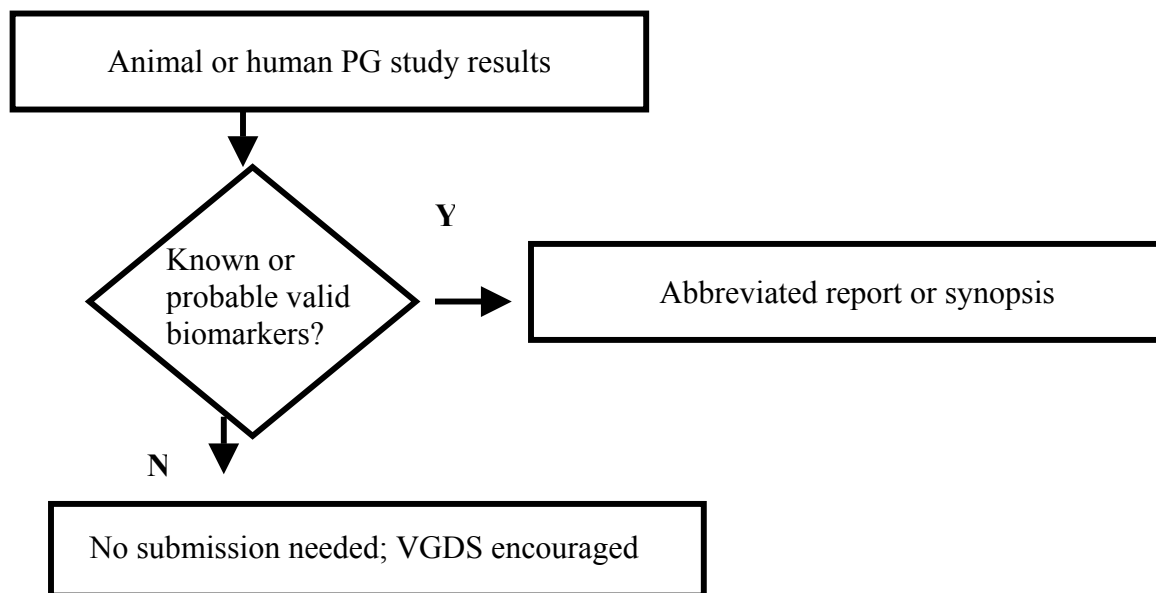 Animal or human PG study results
Y
Known or
probable valid
biomarkers?
Abbreviated report or synopsis
N
No submission needed; VGDS encouraged